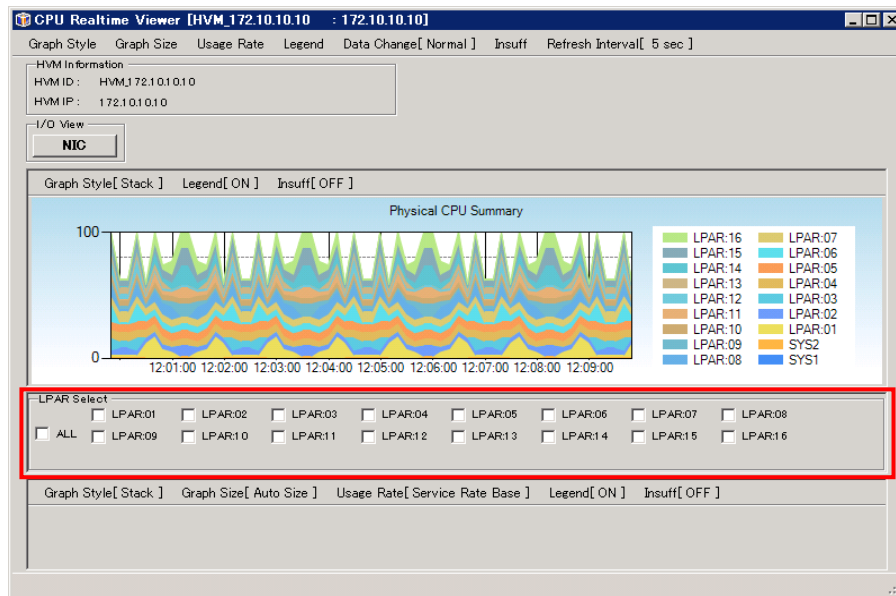 CPU Realtime Viewer [HVM_172.10.10.10 : 172.10.10.10]
Graph Style Graph Size Usage Rate Legend Data Change[ Normal ] Insuff Refresh Interval[ 5 sec ]
HVM Information
HVM ID : HVM_172.10.10.10
HVM IP : 172.10.10.10
I/O View
NIC
Graph Style[ Stack ] Legend[ ON ] Insuff[ OFF ]
Physical CPU Summary
100
0
12:01:00 12:02:00 12:03:00 12:04:00 12:05:00 12:06:00 12:07:00 12:08:00 12:09:00
LPAR:16 LPAR:07
LPAR:15 LPAR:06
LPAR:14 LPAR:05
LPAR:13 LPAR:04
LPAR:12 LPAR:03
LPAR:11 LPAR:02
LPAR:10 LPAR:01
LPAR:09 SYS2
LPAR:08 SYS1
LPAR Select
LPAR:01 LPAR:02 LPAR:03 LPAR:04 LPAR:05 LPAR:06 LPAR:07 LPAR:08
ALL LPAR:09 LPAR:10 LPAR:11 LPAR:12 LPAR:13 LPAR:14 LPAR:15 LPAR:16
Graph Style[ Stack ] Graph Size[ Auto Size ] Usage Rate[ Service Rate Base ] Legend[ ON ] Insuff[ OFF ]